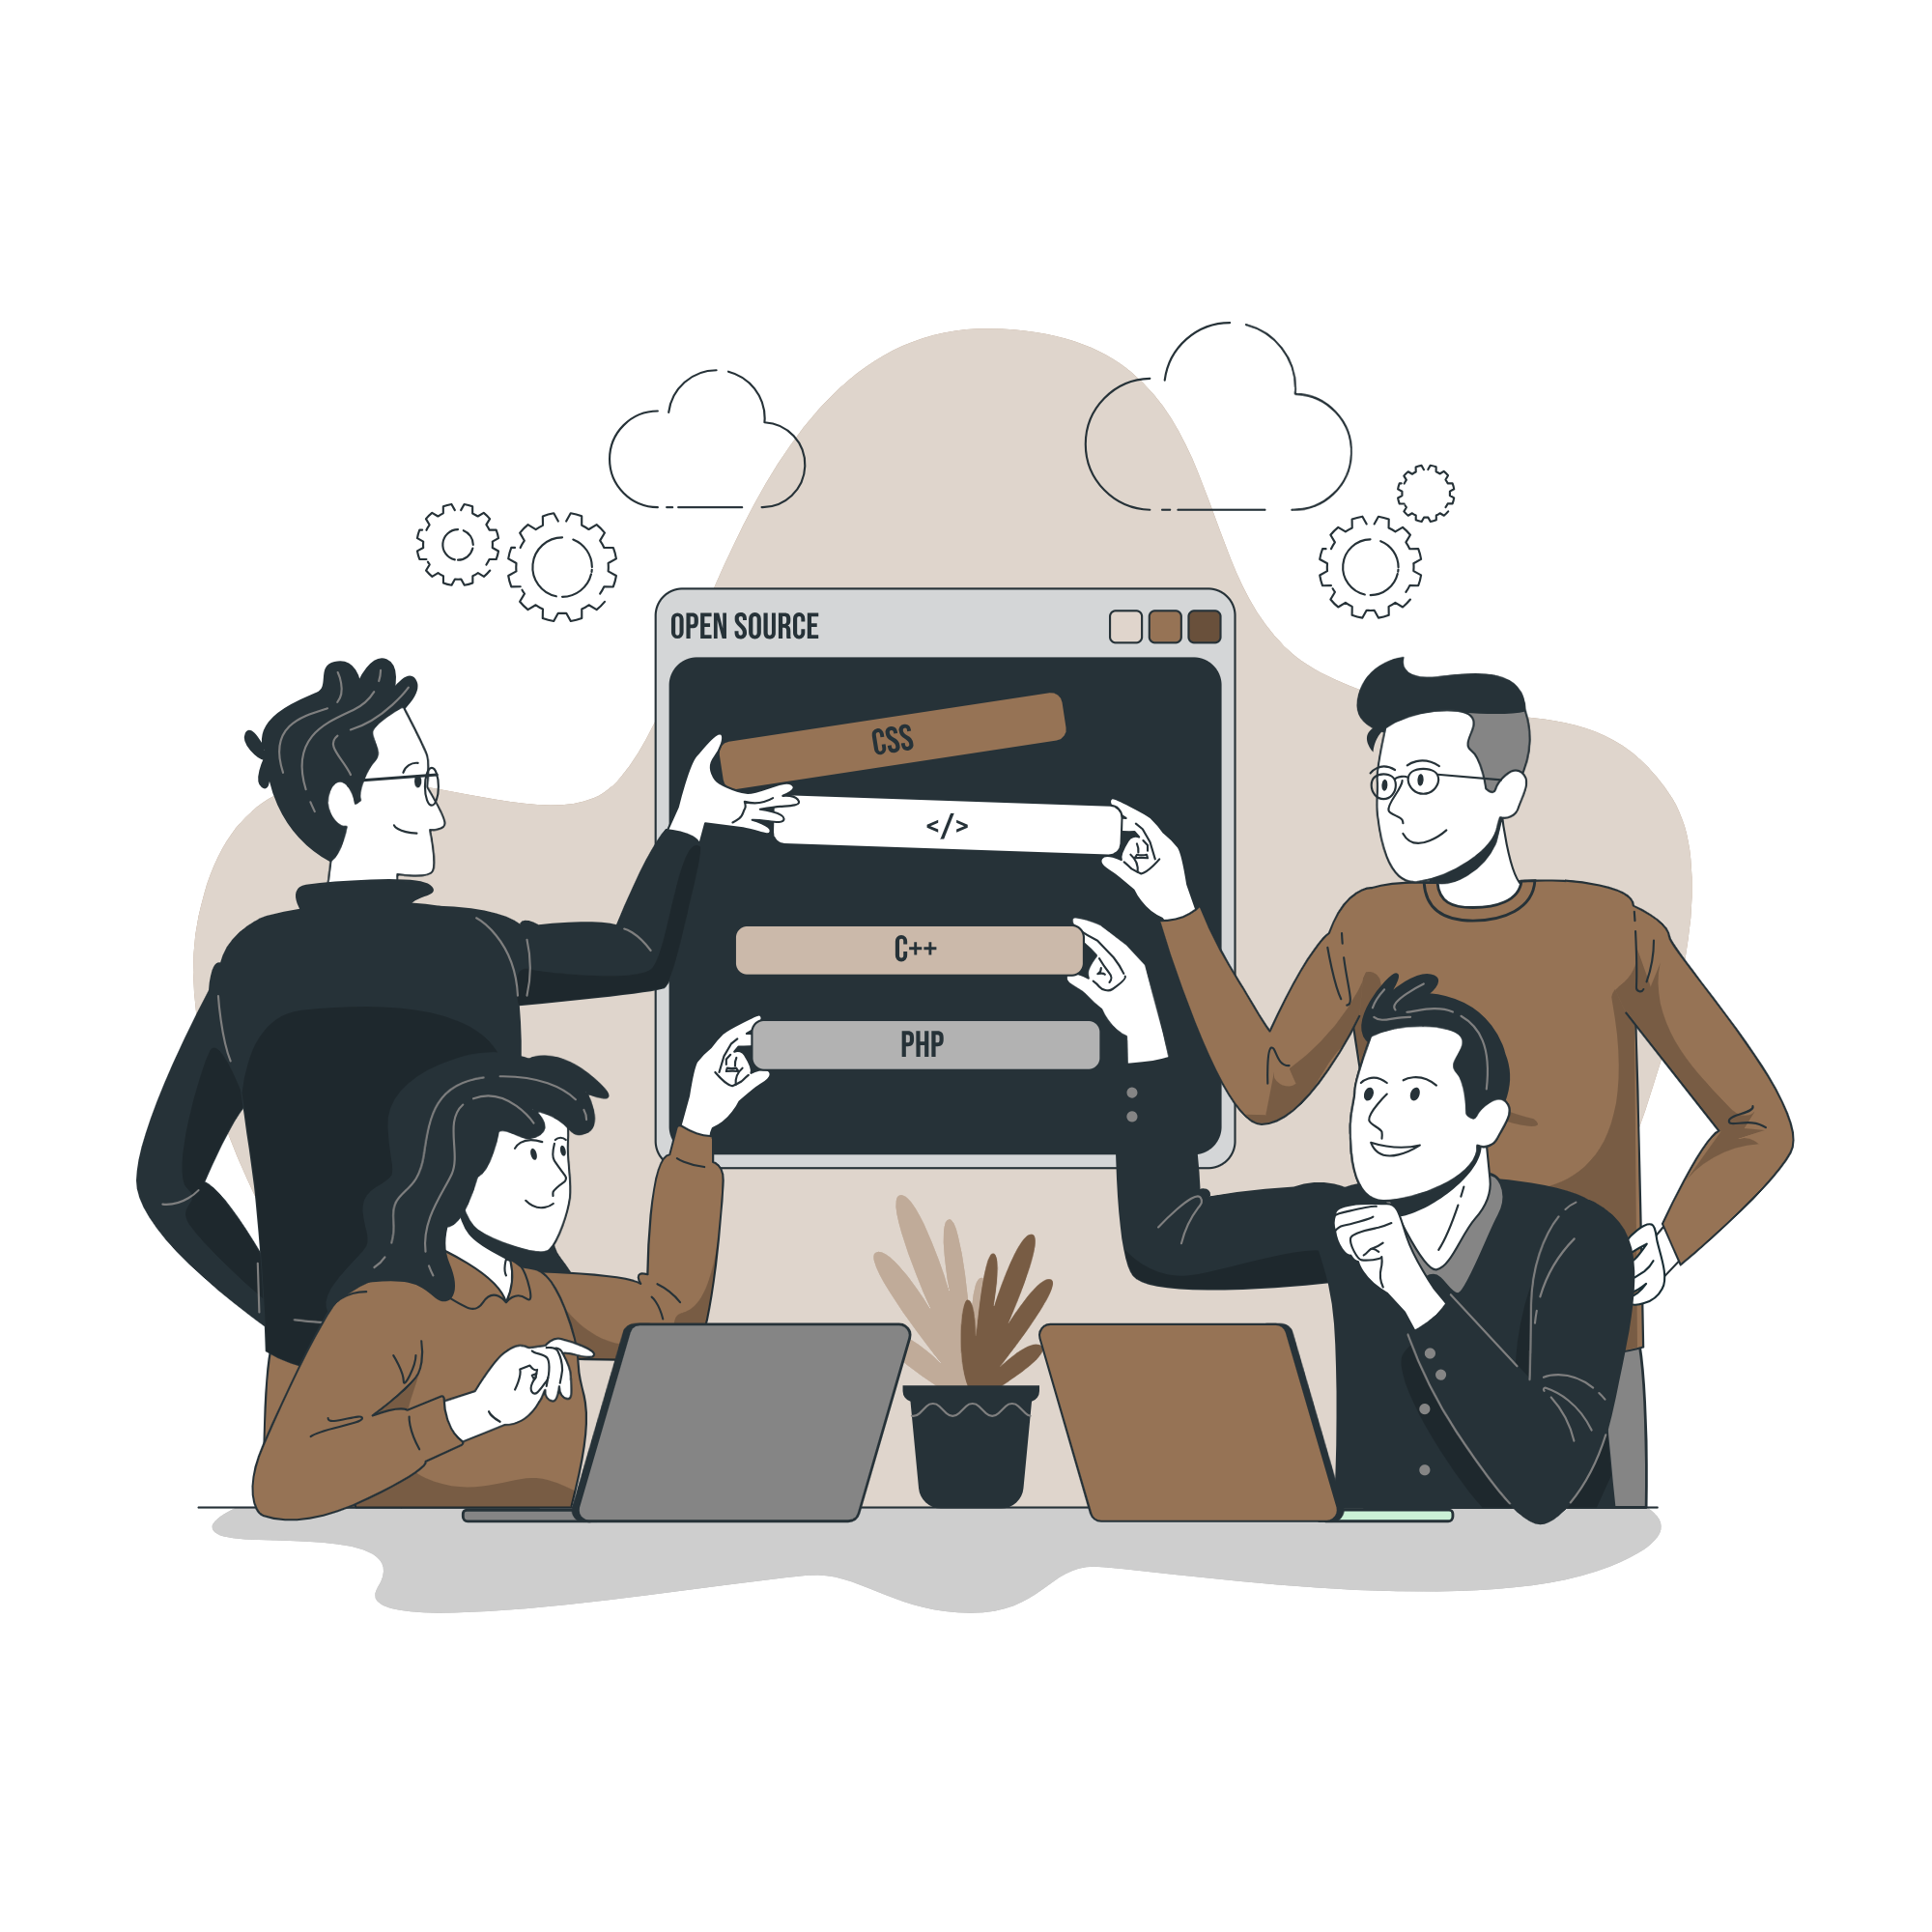 OPEN SOURCE
CSS
</>
C++
PHP